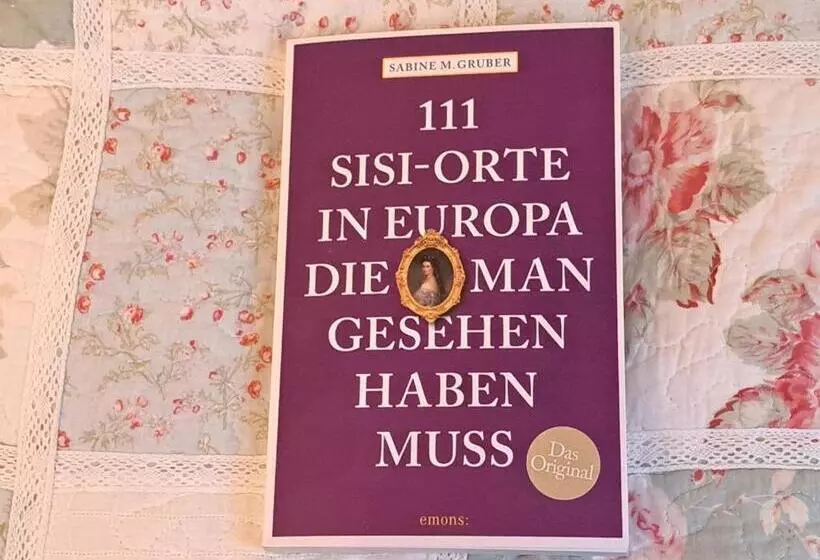 SABINE M. GRUBER
111
SISI-ORTE
IN EUROPA
DIE MAN
GESEHEN
HABEN
MUSS
Das
Original
emons: